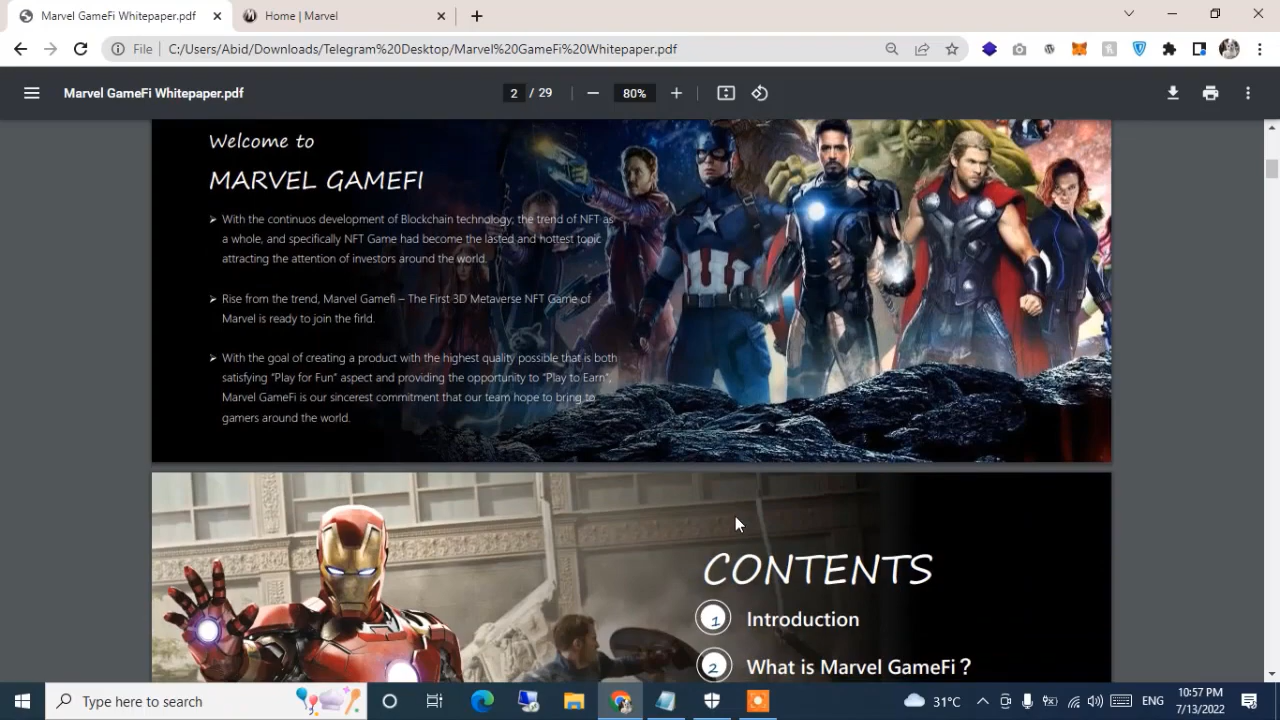 Marvel GameFi Whitepaper.pdf
Home | Marvel
File
C:/Users/Abid/Downloads/Telegram%20Desktop/Marvel%20GameFi%20Whitepaper.pdf
Marvel GameFi Whitepaper.pdf
2 / 29
80%
Welcome to
MARVEL GAMEFI
➢ With the continuos development of Blockchain technology, the trend of NFT as
a whole, and specifically NFT Game had become the lasted and hottest topic
attracting the attention of investors around the world.
➢ Rise from the trend, Marvel Gamefi – The First 3D Metaverse NFT Game of
Marvel is ready to join the firld.
➢ With the goal of creating a product with the highest quality possible that is both
satisfying “Play for Fun” aspect and providing the opportunity to “Play to Earn”,
Marvel GameFi is our sincerest commitment that our team hope to bring to
gamers around the world.
CONTENTS
1 Introduction
2 What is Marvel GameFi ?
Type here to search
31°C
ENG
10:57 PM
7/13/2022